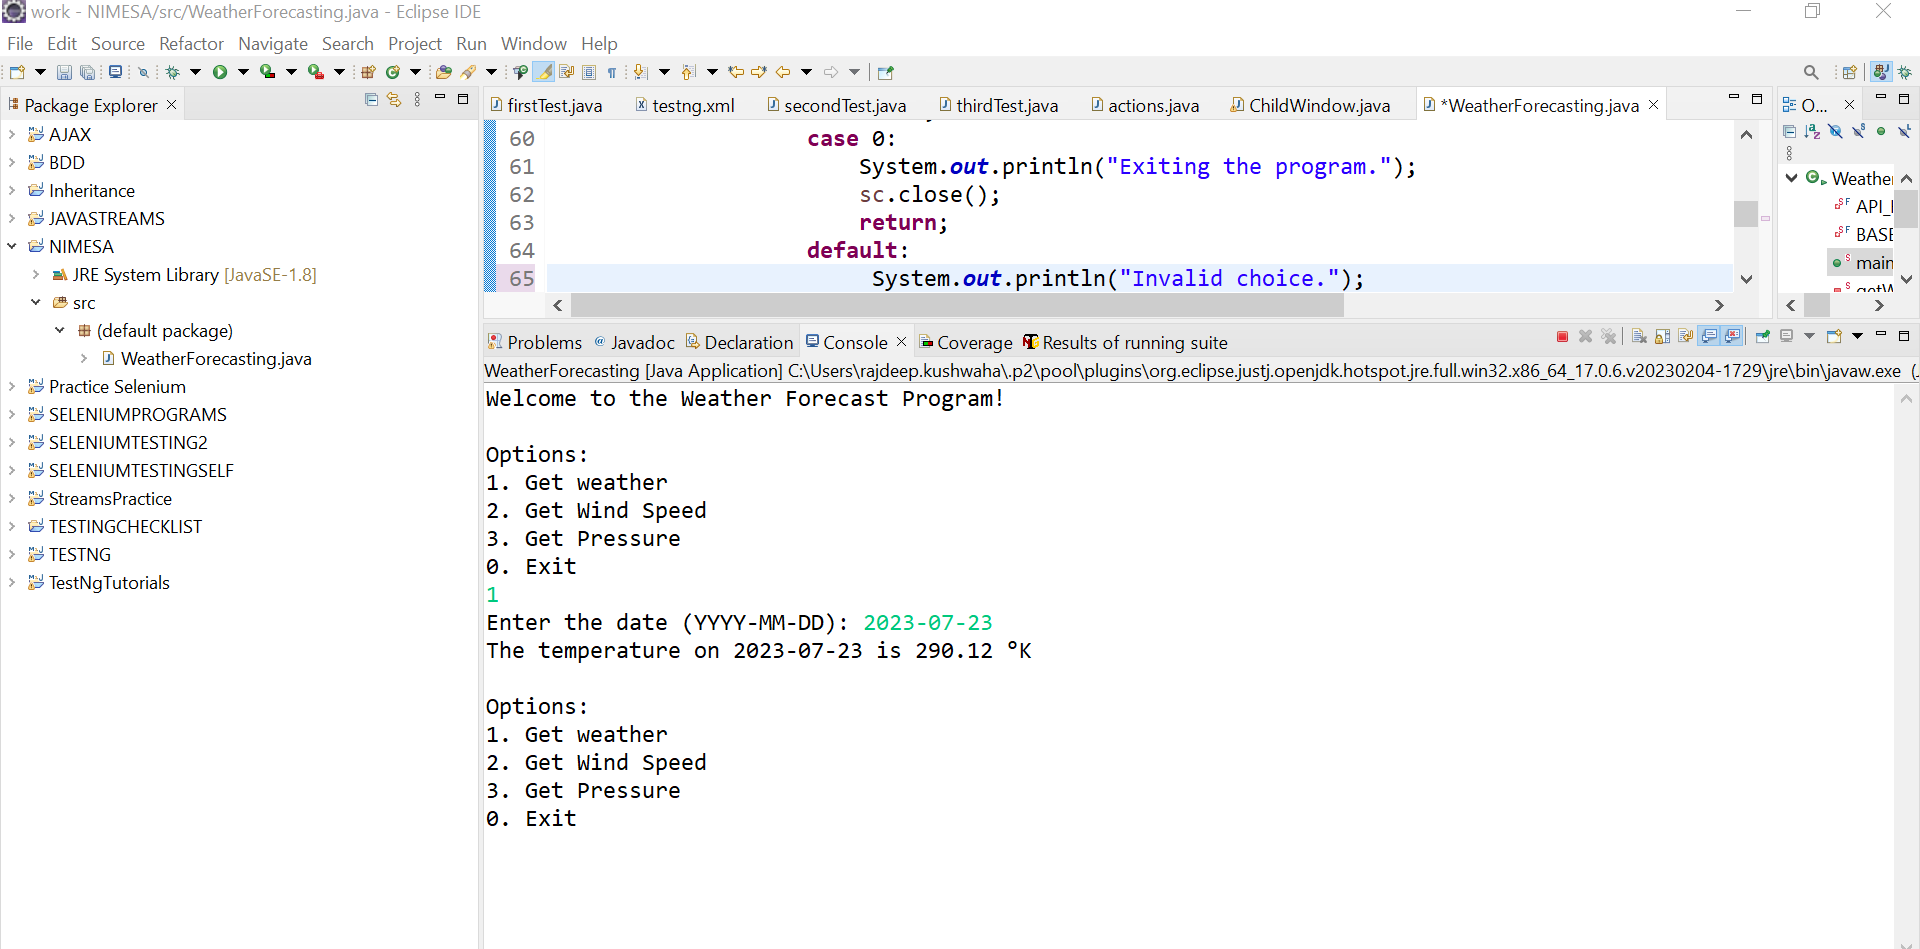 work - NIMESA/src/WeatherForecasting.java - Eclipse IDE
File Edit Source Refactor Navigate Search Project Run Window Help
Package Explorer
AJAX
BDD
Inheritance
JAVASTREAMS
NIMESA
JRE System Library [JavaSE-1.8]
src
(default package)
WeatherForecasting.java
Practice Selenium
SELENIUMPROGRAMS
SELENIUMTESTING2
SELENIUMTESTINGSELF
StreamsPractice
TESTINGCHECKLIST
TESTNG
TestNgTutorials
firstTest.java testng.xml secondTest.java thirdTest.java actions.java ChildWindow.java *WeatherForecasting.java
60 case 0:
61 System.out.println("Exiting the program.");
62 sc.close();
63 return;
64 default:
65 System.out.println("Invalid choice.");
O...
Weather
API_
BASE
main
Problems @ Javadoc Declaration Console Coverage Results of running suite
WeatherForecasting [Java Application] C:\Users\rajdeep.kushwaha\.p2\pool\plugins\org.eclipse.justj.openjdk.hotspot.jre.full.win32.x86_64_17.0.6.v20230204-1729\jre\bin\javaw.exe (.
Welcome to the Weather Forecast Program!
Options:
1. Get weather
2. Get Wind Speed
3. Get Pressure
0. Exit
1
Enter the date (YYYY-MM-DD): 2023-07-23
The temperature on 2023-07-23 is 290.12 °K
Options:
1. Get weather
2. Get Wind Speed
3. Get Pressure
0. Exit